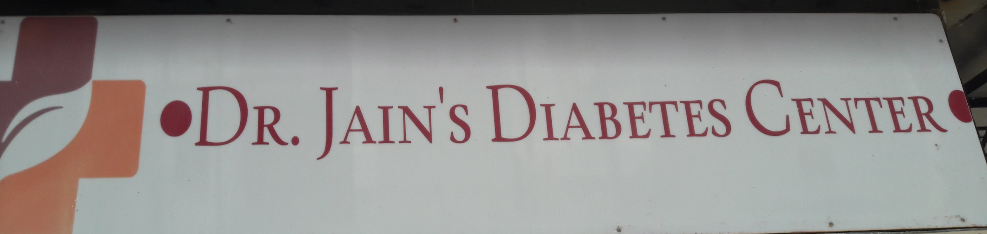 • DR. JAIN'S DIABETES CENTER •